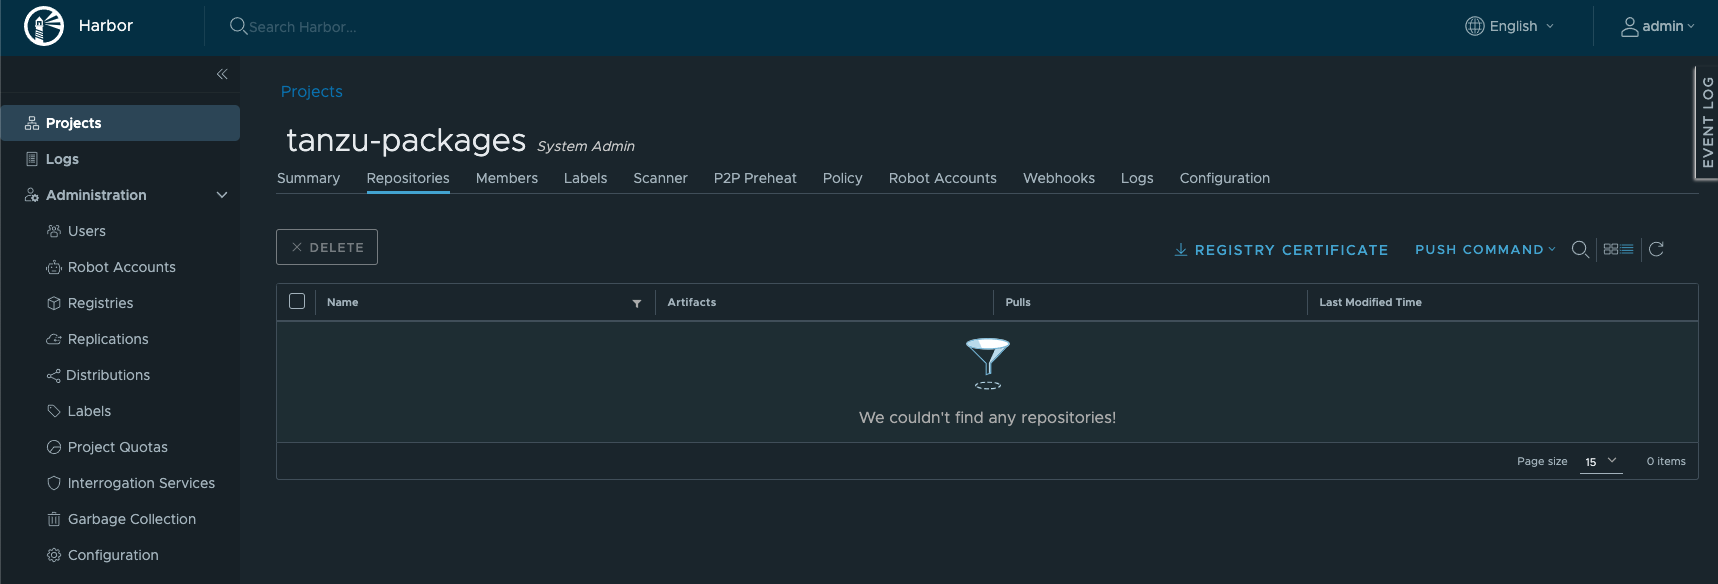 Harbor
Search Harbor...
English
admin
Projects
Logs
Administration
Users
Robot Accounts
Registries
Replications
Distributions
Labels
Project Quotas
Interrogation Services
Garbage Collection
Configuration
Projects
tanzu-packages System Admin
Summary Repositories Members Labels Scanner P2P Preheat Policy Robot Accounts Webhooks Logs Configuration
DELETE
REGISTRY CERTIFICATE PUSH COMMAND
Name Artifacts Pulls Last Modified Time
We couldn't find any repositories!
Page size 15 0 items
EVENT LOG